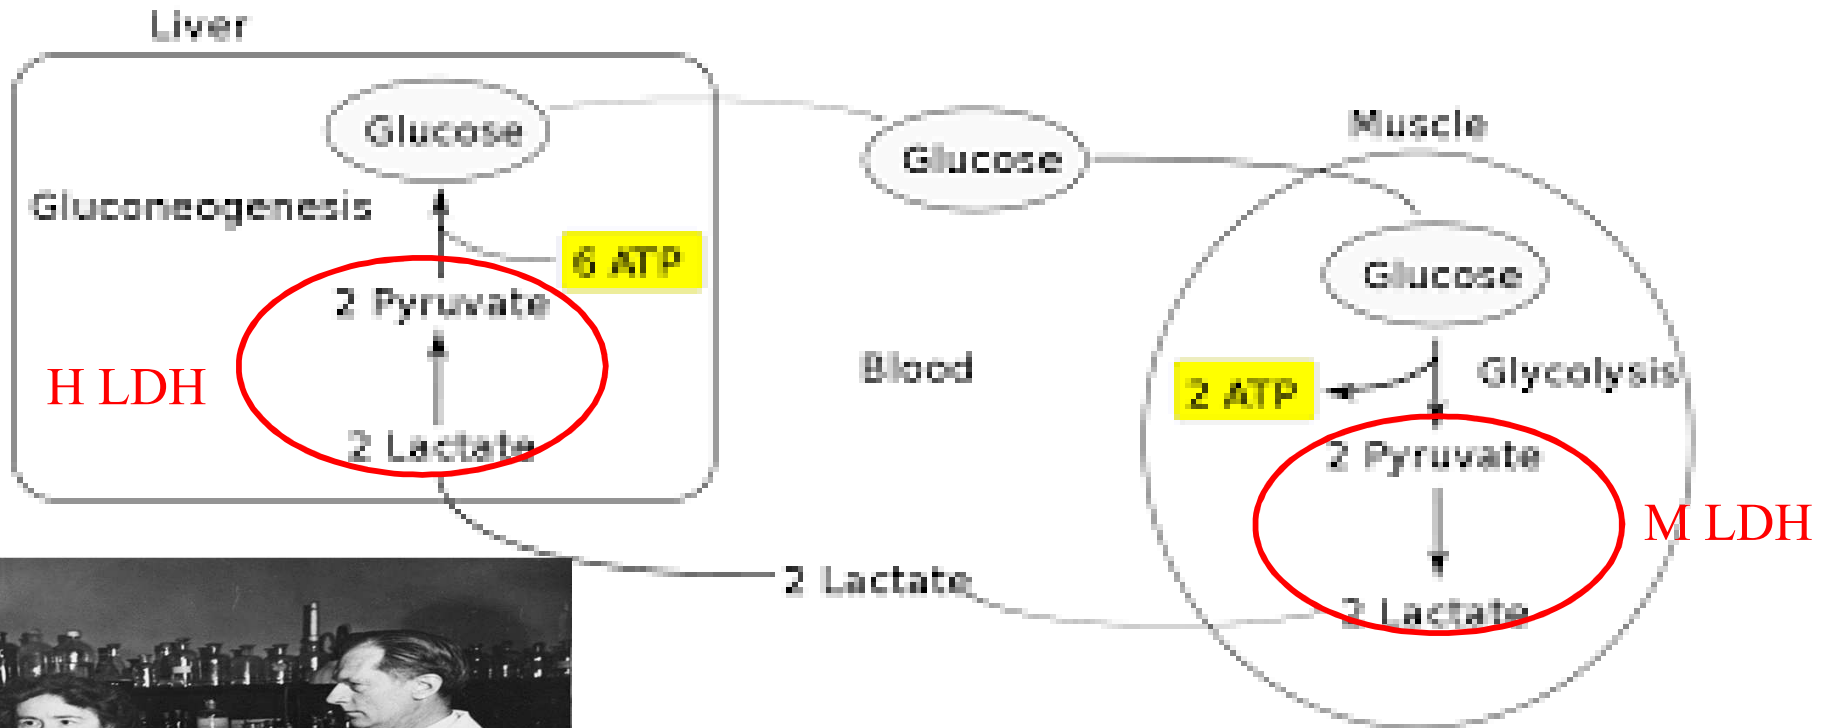 Liver
Glucose
Gluconeogenesis
6 ATP
2 Pyruvate
H LDH
2 Lactate
Glucose
Blood
2 Lactate
Muscle
Glucose
2 ATP
Glycolysis
2 Pyruvate
M LDH
2 Lactate